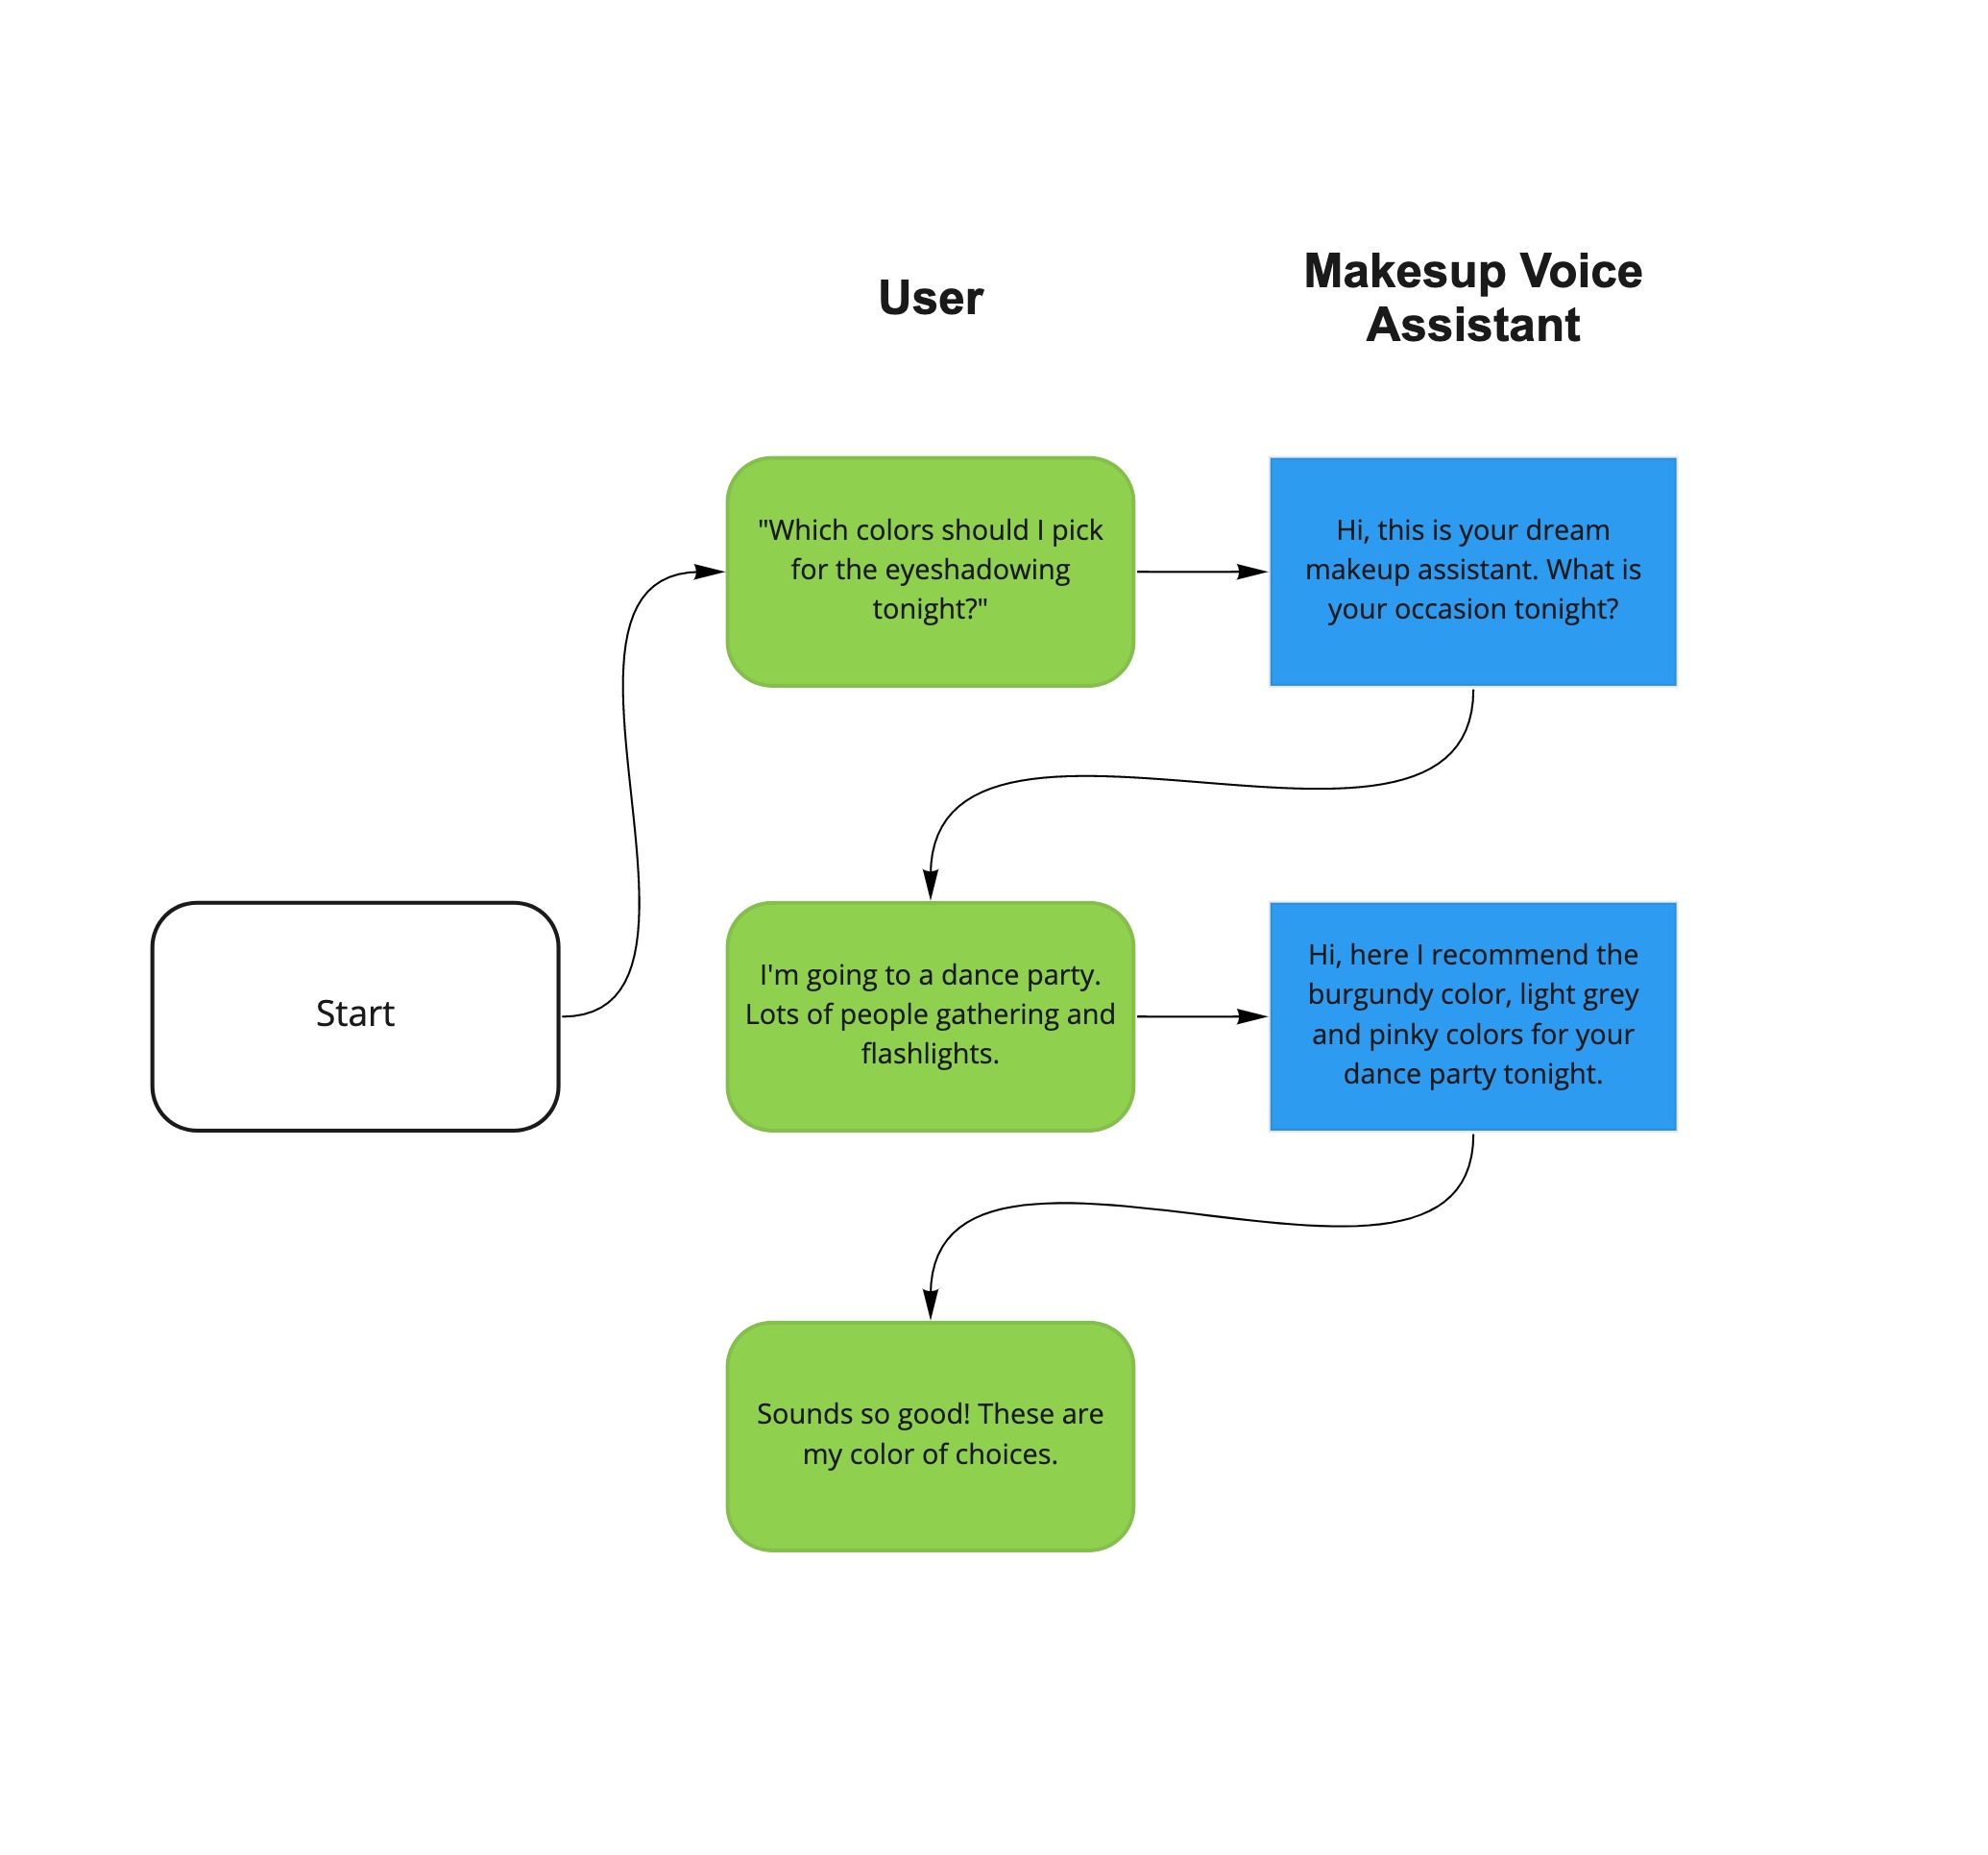 User
Makesup Voice
Assistant
"Which colors should I pick
for the eyeshadowing
tonight?"
Hi, this is your dream
makeup assistant. What is
your occasion tonight?
Start
I'm going to a dance party.
Lots of people gathering and
flashlights.
Hi, here I recommend the
burgundy color, light grey
and pinky colors for your
dance party tonight.
Sounds so good! These are
my color of choices.